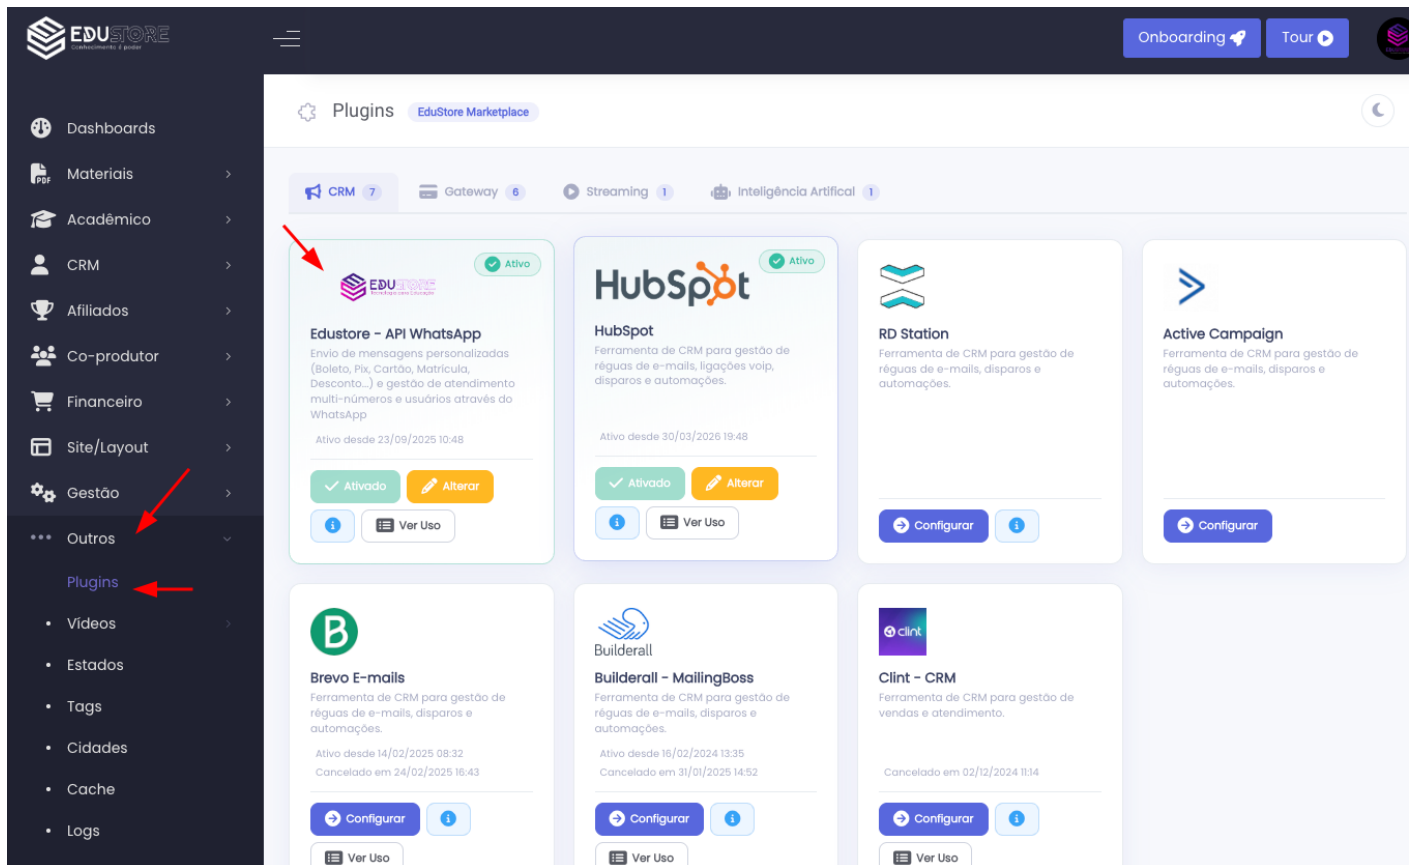 EDUSTORE
Conhecimento é poder
Onboarding
Tour
Dashboards
Materiais
Acadêmico
CRM
Afiliados
Co-produtor
Financeiro
Site/Layout
Gestão
Outros
Plugins
Vídeos
Estados
Tags
Cidades
Cache
Logs
Plugins EduStore Marketplace
CRM 7
Gateway 6
Streaming 1
Inteligência Artifical 1
Ativo
EDUSTORE
Edustore - API WhatsApp
Envio de mensagens personalizadas
(Boleto, Pix, Cartão, Matrícula,
Desconto...) e gestão de atendimento
multi-números e usuários através do
WhatsApp
Ativo desde 23/09/2025 10:48
Ativado
Alterar
Ver Uso
Ativo
HubSpot
HubSpot
Ferramenta de CRM para gestão de
réguas de e-mails, ligações voip,
disparos e automações.
Ativo desde 30/03/2026 19:48
Ativado
Alterar
Ver Uso
RD Station
Ferramenta de CRM para gestão de
réguas de e-mails, disparos e
automações.
Configurar
Active Campaign
Ferramenta de CRM para gestão de
réguas de e-mails, disparos e
automações.
Configurar
B
Brevo E-mails
Ferramenta de CRM para gestão de
réguas de e-mails, disparos e
automações.
Ativo desde 14/02/2025 08:32
Cancelado em 24/02/2025 16:43
Configurar
Ver Uso
Builderall
Builderall - MailingBoss
Ferramenta de CRM para gestão de
réguas de e-mails, disparos e
automações.
Ativo desde 16/02/2024 13:35
Cancelado em 31/01/2025 14:52
Configurar
Ver Uso
clint
Clint - CRM
Ferramenta de CRM para gestão de
vendas e atendimento.
Cancelado em 02/12/2024 11:14
Configurar
Ver Uso